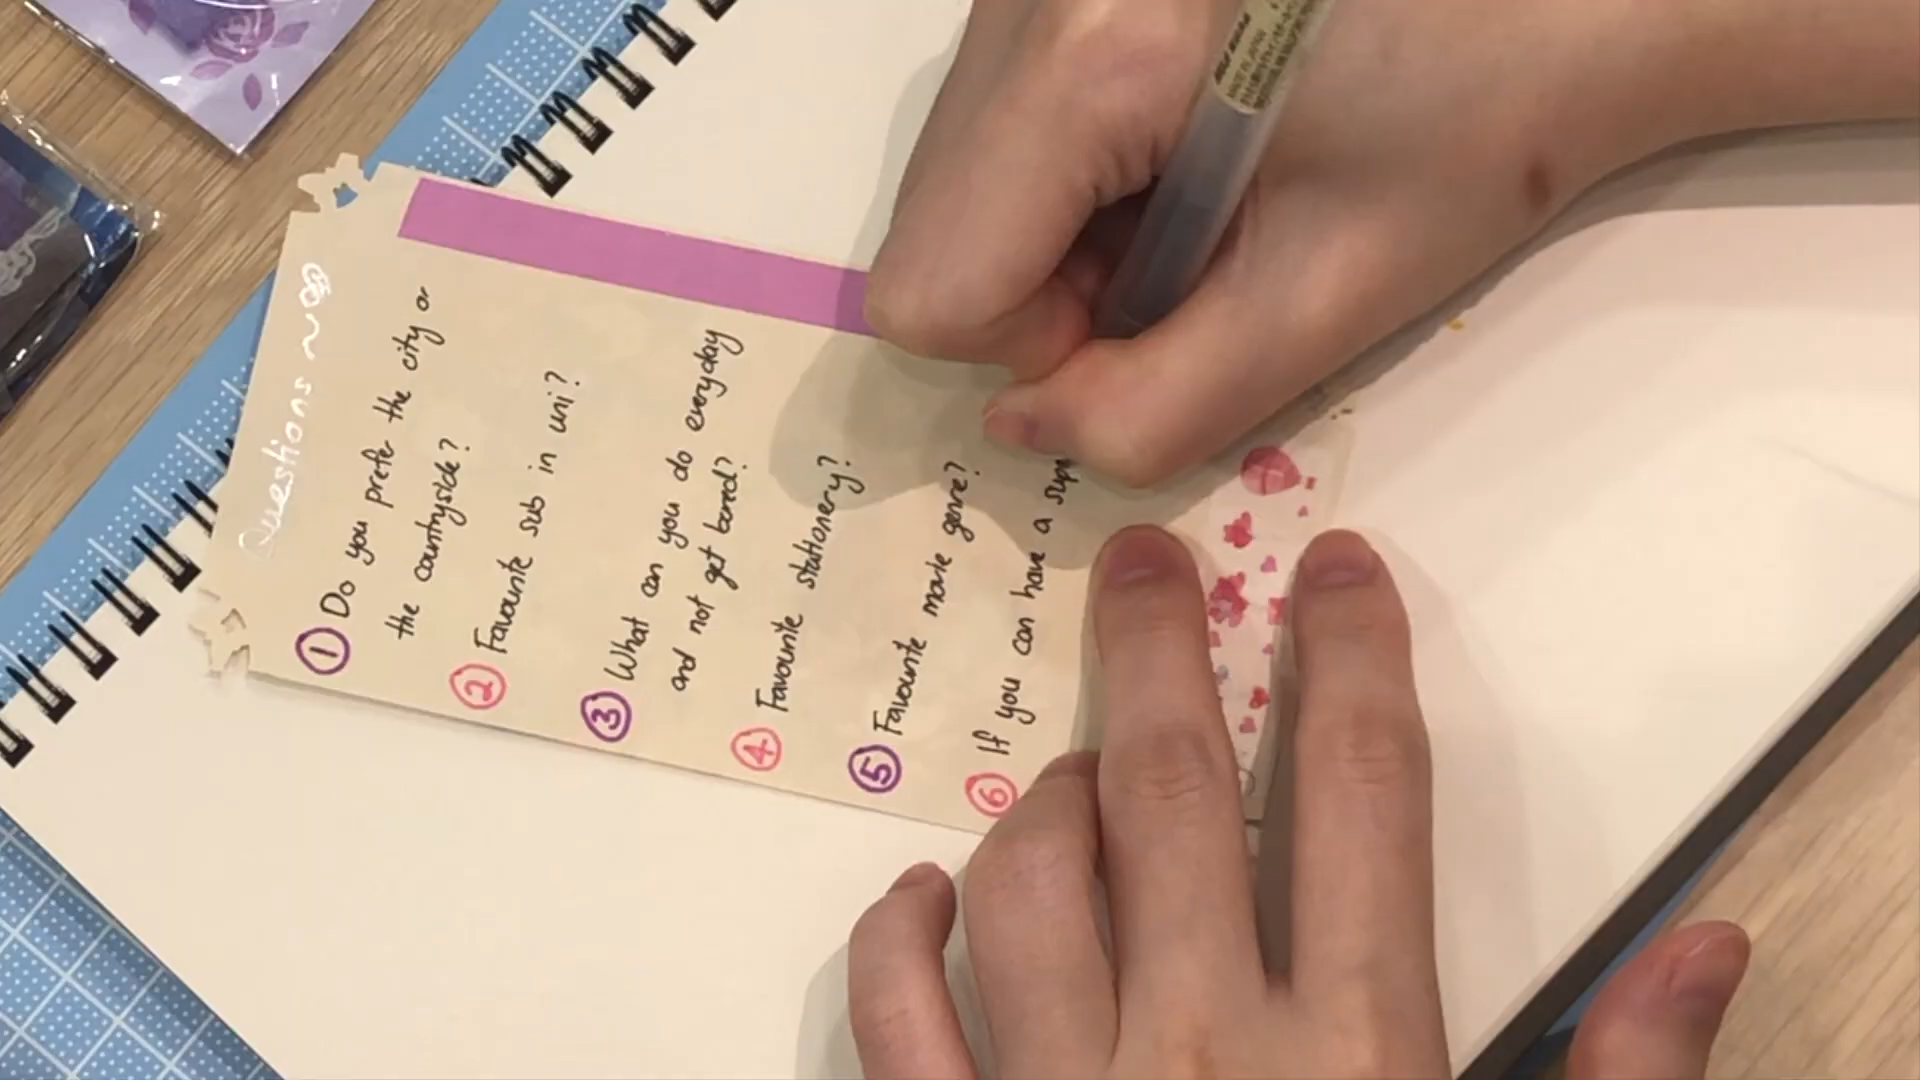 Questions ~
① Do you prefer the city or
the countryside?
② Favourite sub in uni?
③ What can you do everyday
and not get bored?
④ Favourite stationery?
⑤ Favourite movie genre?
⑥ If you can have a sup